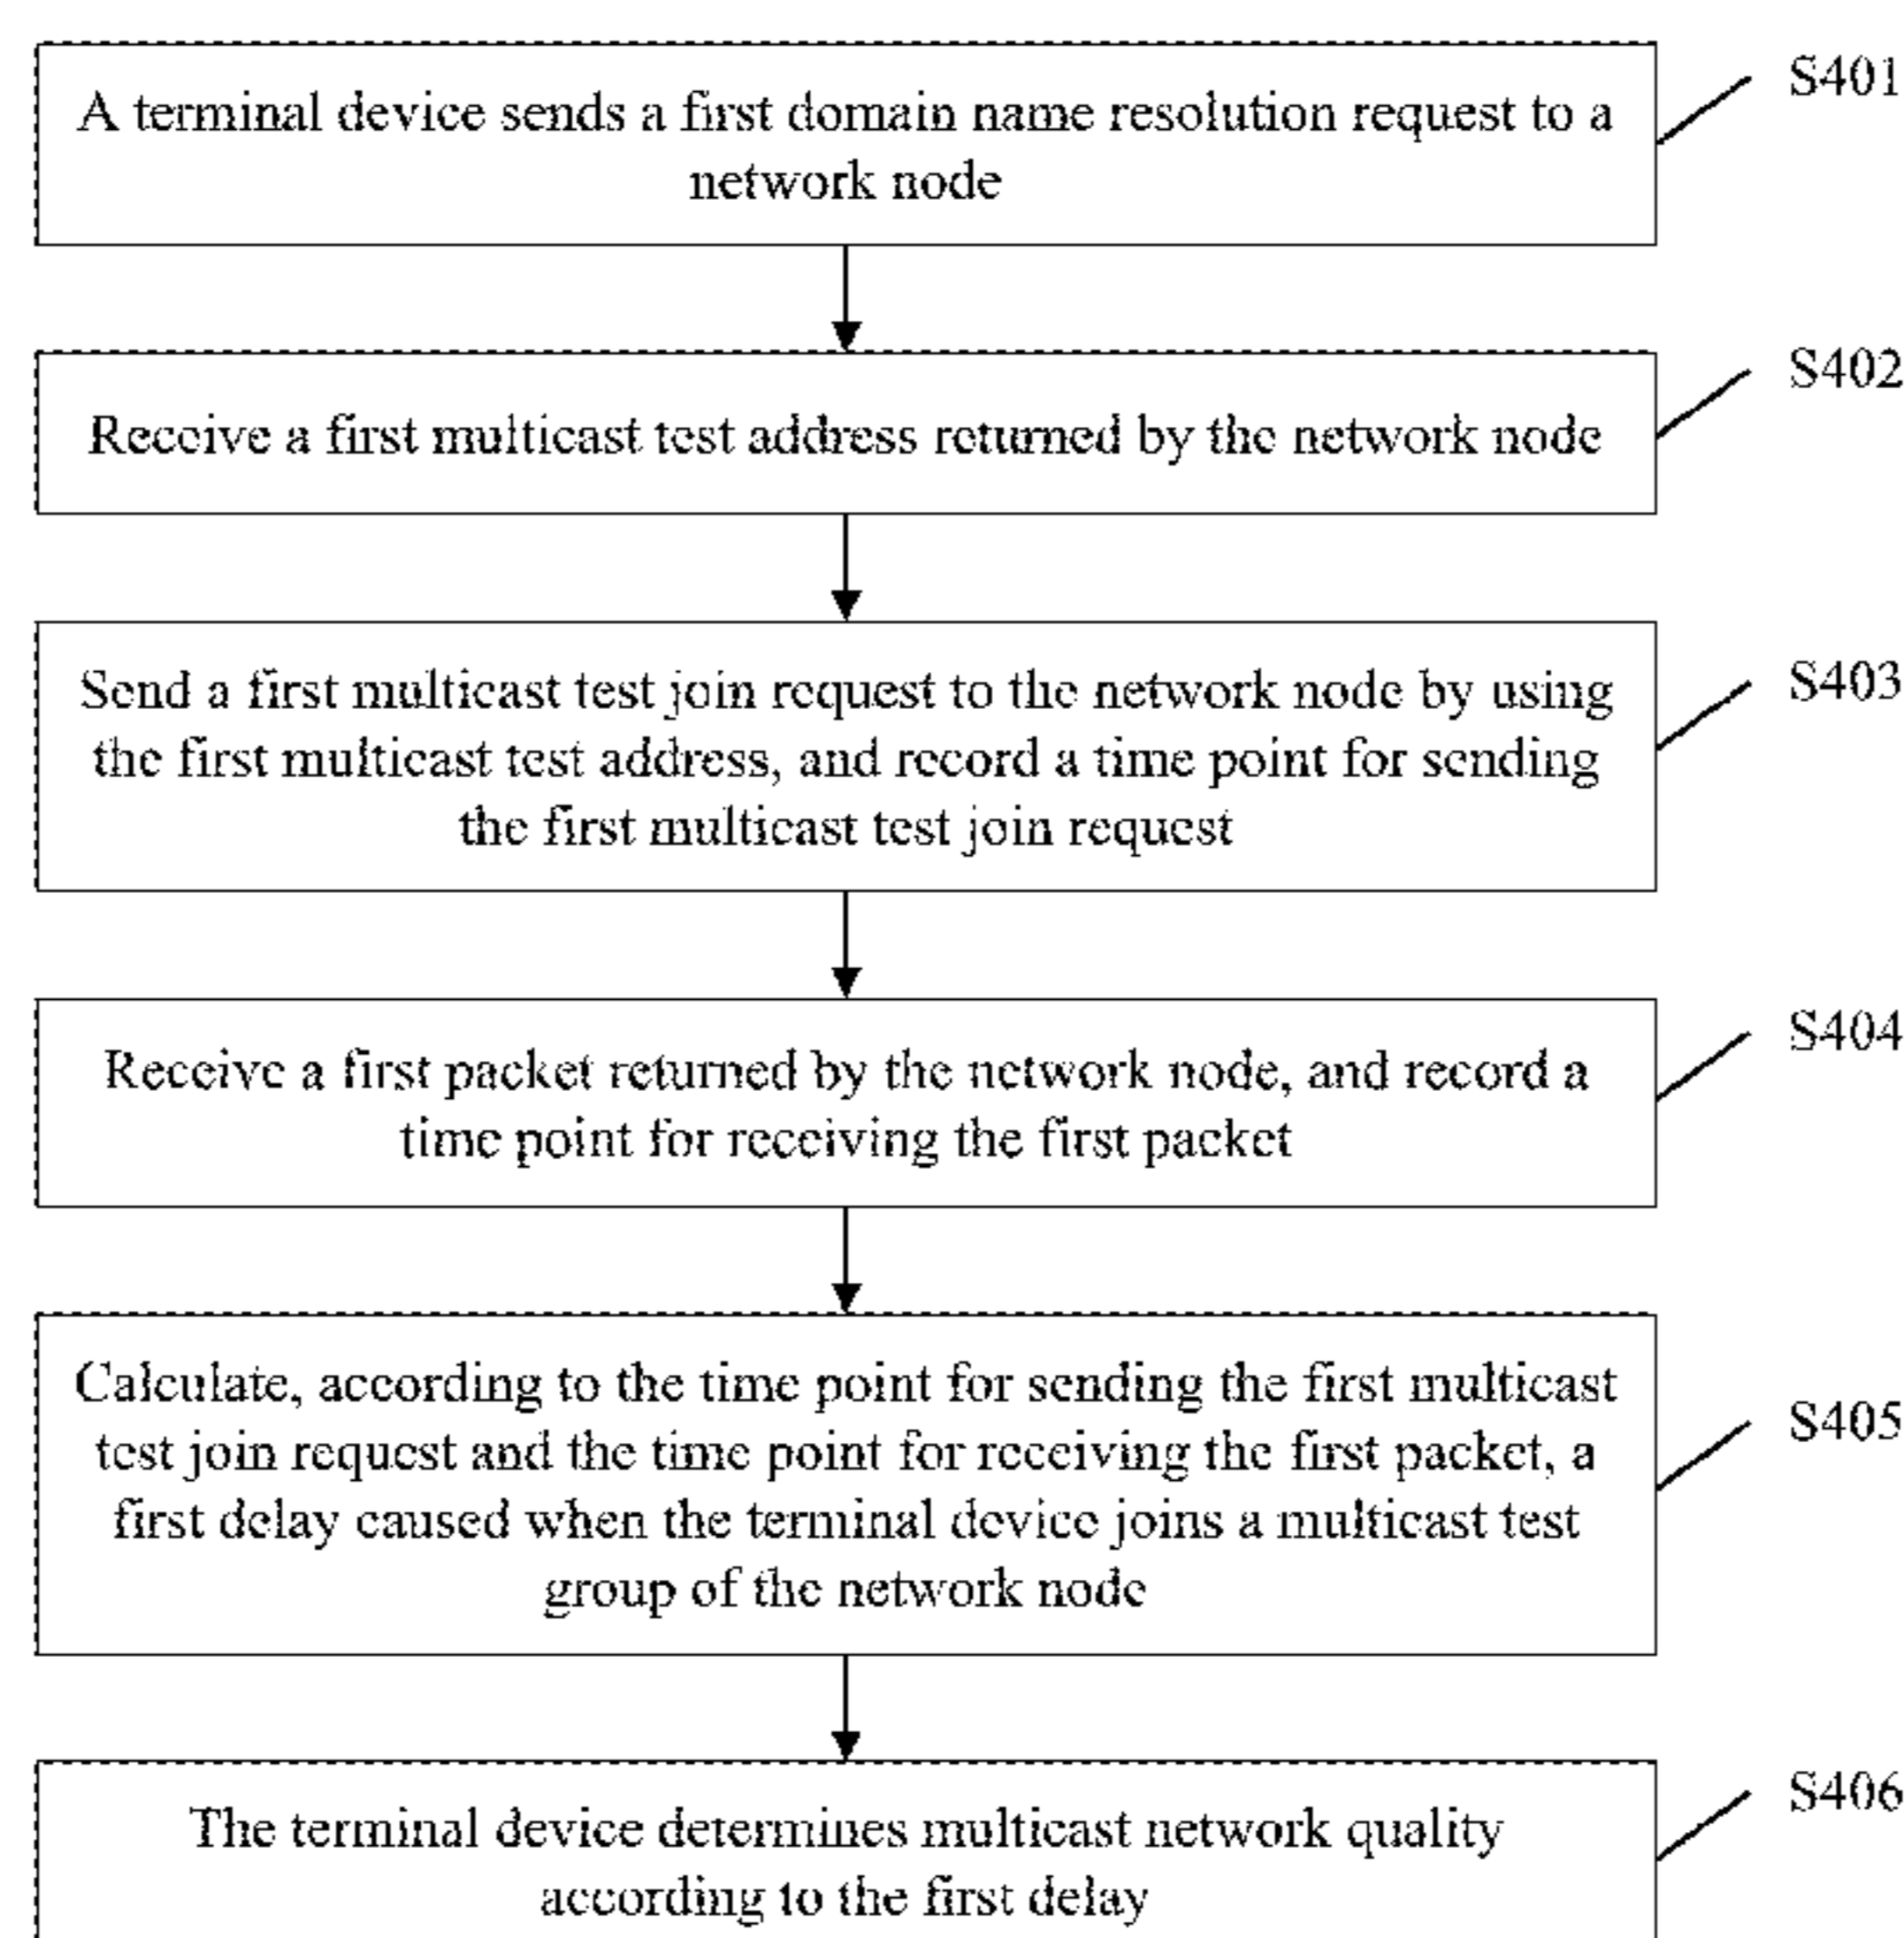 A terminal device sends a first domain name resolution request to a
network node
S401
Receive a first multicast test address returned by the network node
S402
Send a first multicast test join request to the network node by using
the first multicast test address, and record a time point for sending
the first multicast test join request
S403
Receive a first packet returned by the network node, and record a
time point for receiving the first packet
S404
Calculate, according to the time point for sending the first multicast
test join request and the time point for receiving the first packet, a
first delay caused when the terminal device joins a multicast test
group of the network node
S405
The terminal device determines multicast network quality
according to the first delay
S406